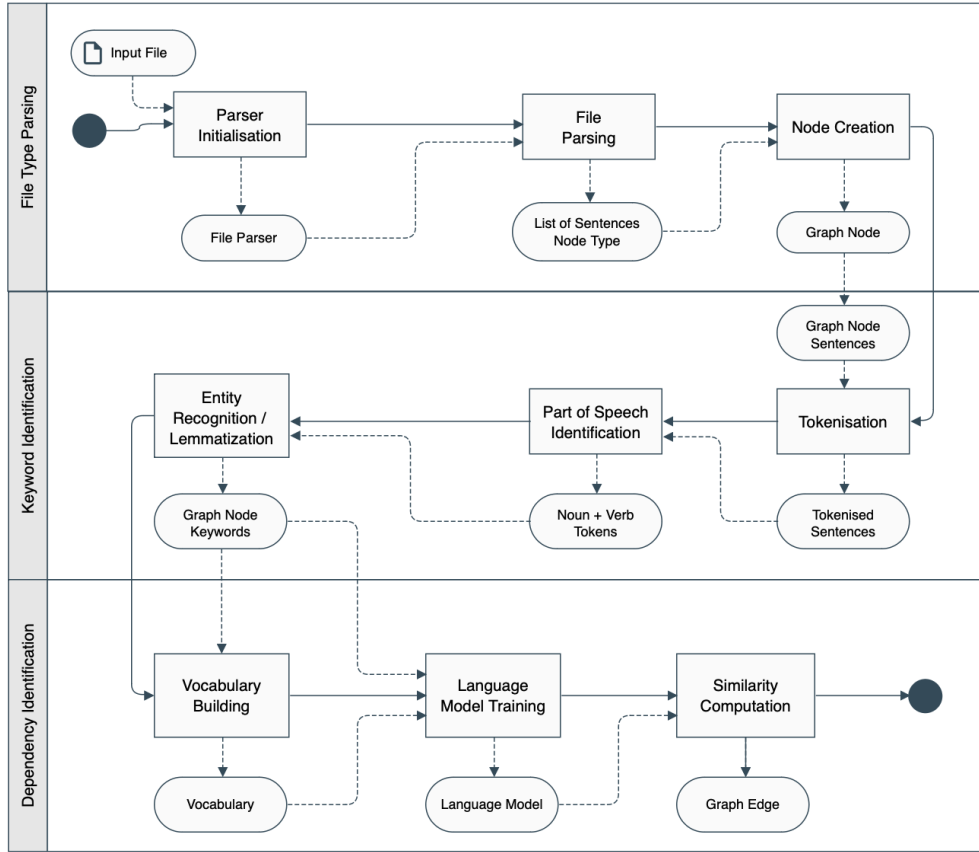 File Type Parsing
Input File
Parser
Initialisation
File
Parsing
Node Creation
File Parser
List of Sentences
Node Type
Graph Node
Keyword Identification
Graph Node
Sentences
Entity
Recognition /
Lemmatization
Part of Speech
Identification
Tokenisation
Graph Node
Keywords
Noun + Verb
Tokens
Tokenised
Sentences
Dependency Identification
Vocabulary
Building
Language
Model Training
Similarity
Computation
Vocabulary
Language Model
Graph Edge